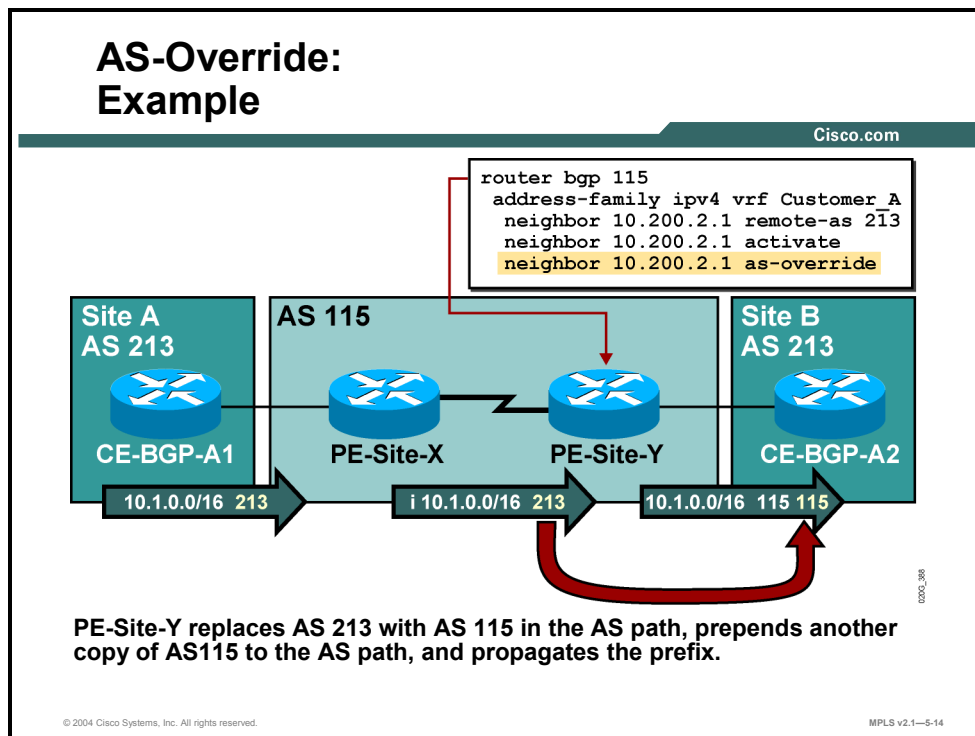 AS-Override:
Example
Cisco.com
router bgp 115
address-family ipv4 vrf Customer_A
neighbor 10.200.2.1 remote-as 213
neighbor 10.200.2.1 activate
neighbor 10.200.2.1 as-override
Site A
AS 213
AS 115
Site B
AS 213
CE-BGP-A1
PE-Site-X
PE-Site-Y
CE-BGP-A2
10.1.0.0/16 213
i 10.1.0.0/16 213
10.1.0.0/16 115 115
020G_388
PE-Site-Y replaces AS 213 with AS 115 in the AS path, prepends another
copy of AS115 to the AS path, and propagates the prefix.
© 2004 Cisco Systems, Inc. All rights reserved.
MPLS v2.1—5-14